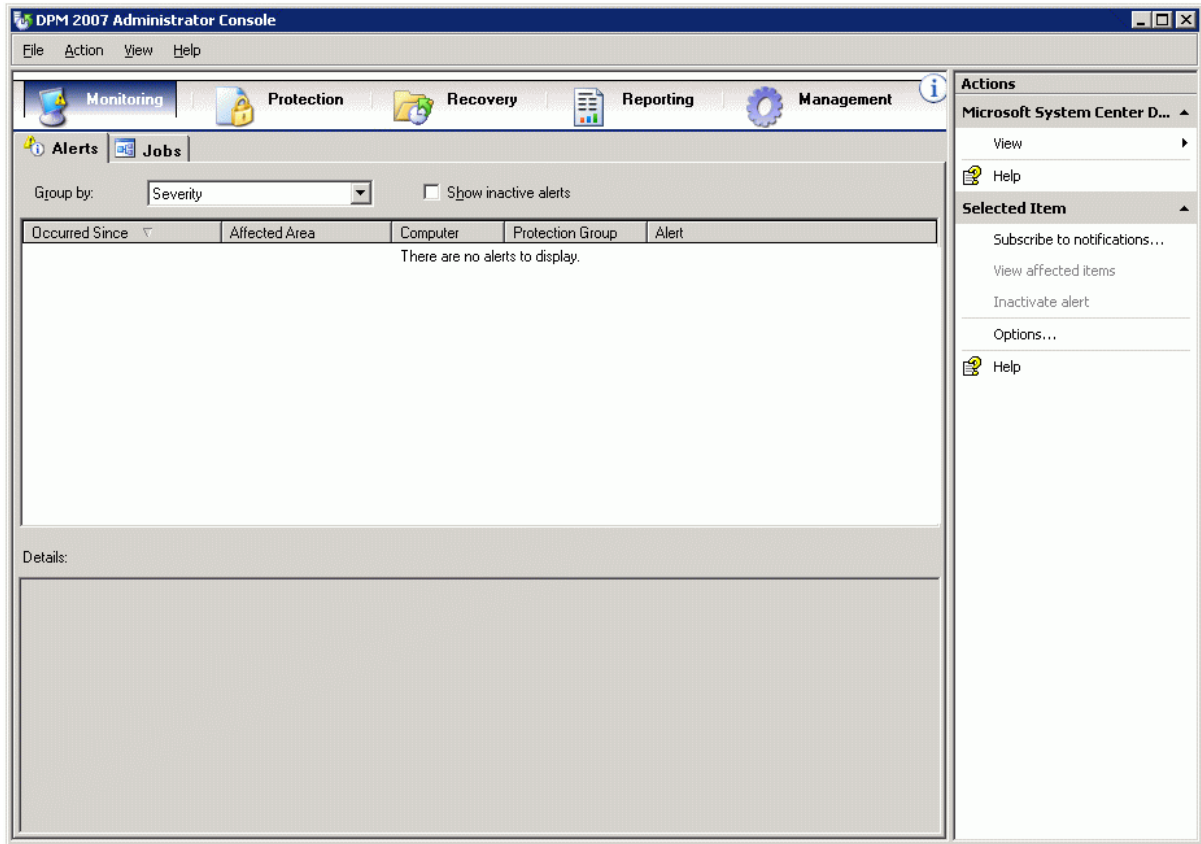 DPM 2007 Administrator Console
File Action View Help
Monitoring Protection Recovery Reporting Management
Alerts Jobs
Group by: Severity Show inactive alerts
Occurred Since Affected Area Computer Protection Group Alert
There are no alerts to display.
Details:
Actions
Microsoft System Center D...
View
Help
Selected Item
Subscribe to notifications...
View affected items
Inactivate alert
Options...
Help